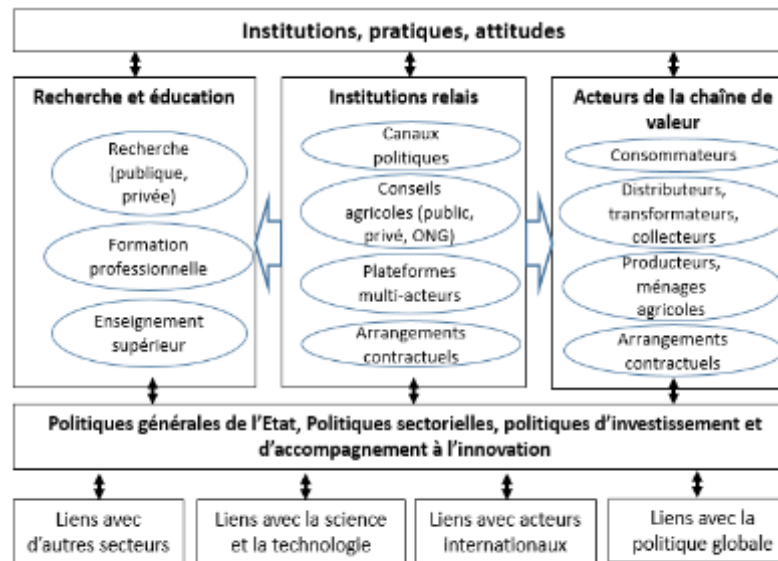 Institutions, pratiques, attitudes
Recherche et éducation
Recherche
(publique,
privée)
Formation
professionnelle
Enseignement
supérieur
Institutions relais
Canaux
politiques
Conseils
agricoles (public,
privé, ONG)
Plateformes
multi-acteurs
Arrangements
contractuels
Acteurs de la chaîne de
valeur
Consommateurs
Distributeurs,
transformateurs,
collecteurs
Producteurs,
ménages
agricoles
Arrangements
contractuels
Politiques générales de l’Etat, Politiques sectorielles, politiques d’investissement et
d’accompagnement à l’innovation
Liens avec
d’autres secteurs
Liens avec la science
et la technologie
Liens avec acteurs
internationaux
Liens avec la
politique globale